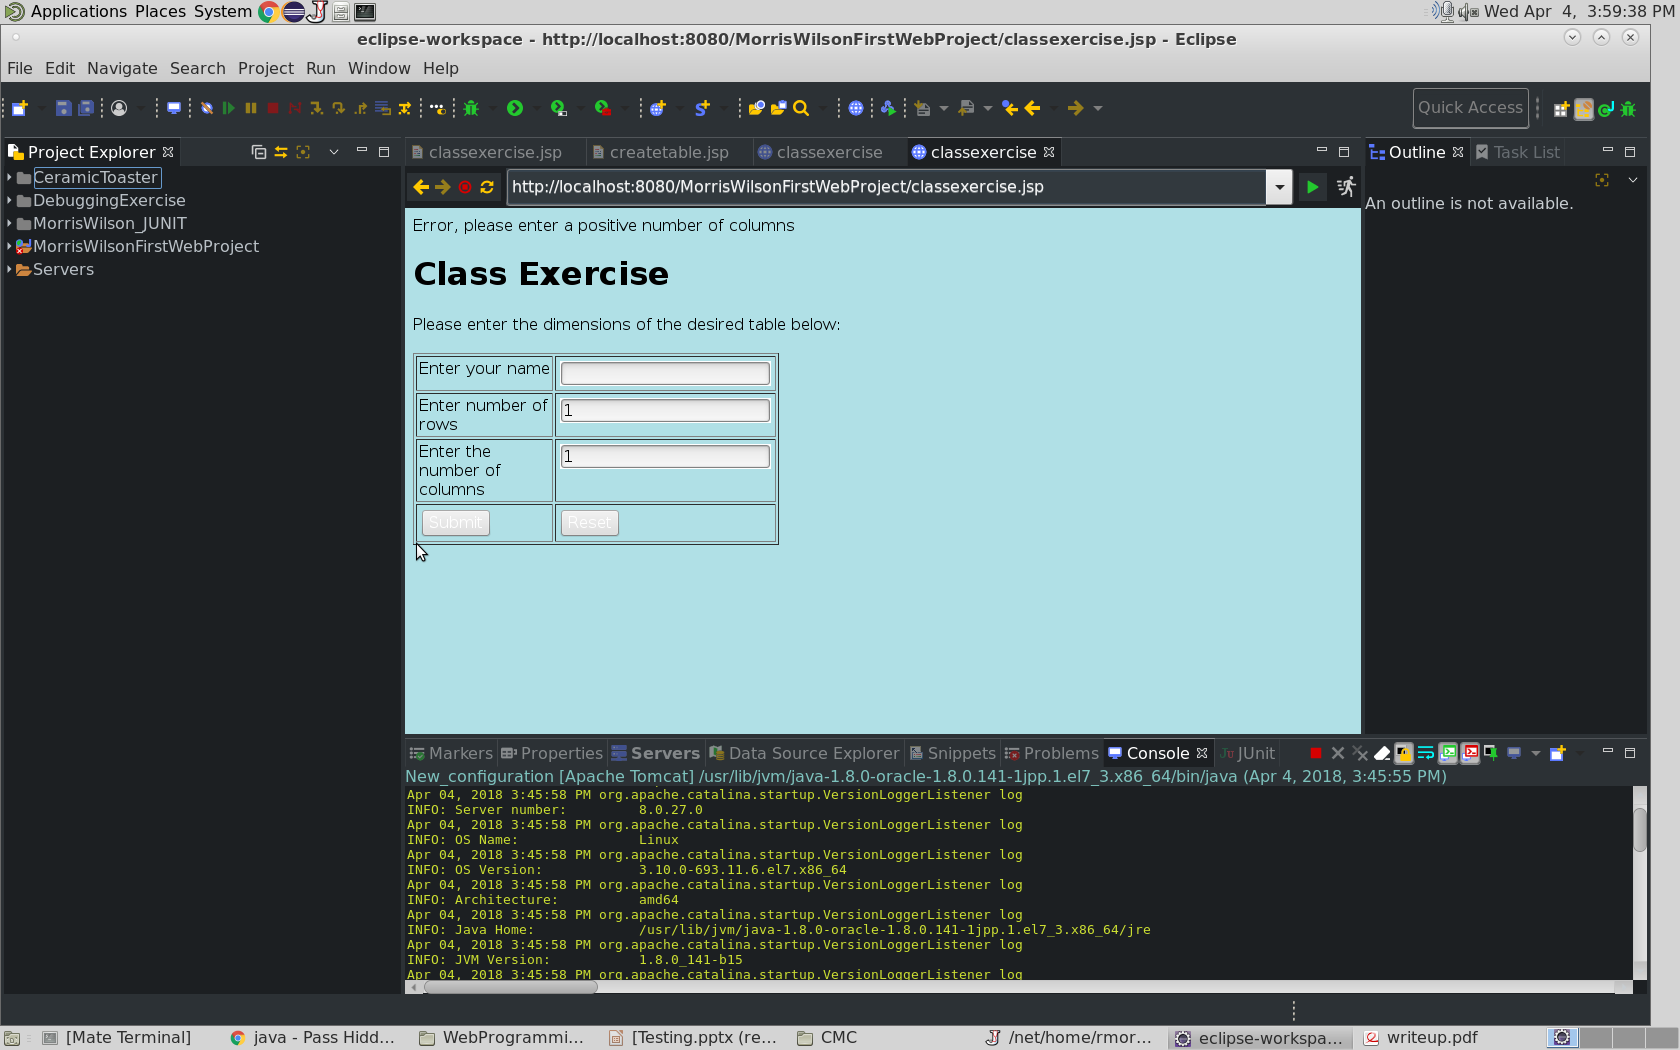 Applications Places System
Wed Apr 4, 3:59:38 PM
eclipse-workspace - http://localhost:8080/MorrisWilsonFirstWebProject/classexercise.jsp - Eclipse
File Edit Navigate Search Project Run Window Help
Quick Access
Project Explorer
classexercise.jsp
createtable.jsp
classexercise
classexercise
Outline
Task List
CeramicToaster
DebuggingExercise
MorrisWilson_JUNIT
MorrisWilsonFirstWebProject
Servers
http://localhost:8080/MorrisWilsonFirstWebProject/classexercise.jsp
An outline is not available.
Error, please enter a positive number of columns
Class Exercise
Please enter the dimensions of the desired table below:
Enter your name
Enter number of
rows
1
Enter the
number of
columns
1
Submit
Reset
Markers Properties Servers Data Source Explorer Snippets Problems Console JUnit
New_configuration [Apache Tomcat] /usr/lib/jvm/java-1.8.0-oracle-1.8.0.141-1jpp.1.el7_3.x86_64/bin/java (Apr 4, 2018, 3:45:55 PM)
Apr 04, 2018 3:45:58 PM org.apache.catalina.startup.VersionLoggerListener log
INFO: Server number: 8.0.27.0
Apr 04, 2018 3:45:58 PM org.apache.catalina.startup.VersionLoggerListener log
INFO: OS Name: Linux
Apr 04, 2018 3:45:58 PM org.apache.catalina.startup.VersionLoggerListener log
INFO: OS Version: 3.10.0-693.11.6.el7.x86_64
Apr 04, 2018 3:45:58 PM org.apache.catalina.startup.VersionLoggerListener log
INFO: Architecture: amd64
Apr 04, 2018 3:45:58 PM org.apache.catalina.startup.VersionLoggerListener log
INFO: Java Home: /usr/lib/jvm/java-1.8.0-oracle-1.8.0.141-1jpp.1.el7_3.x86_64/jre
Apr 04, 2018 3:45:58 PM org.apache.catalina.startup.VersionLoggerListener log
INFO: JVM Version: 1.8.0_141-b15
Apr 04, 2018 3:45:58 PM org.apache.catalina.startup.VersionLoggerListener log
[Mate Terminal]
java - Pass Hidd...
WebProgrammi...
[Testing.pptx (re...
CMC
/net/home/rmor...
eclipse-workspa...
writeup.pdf